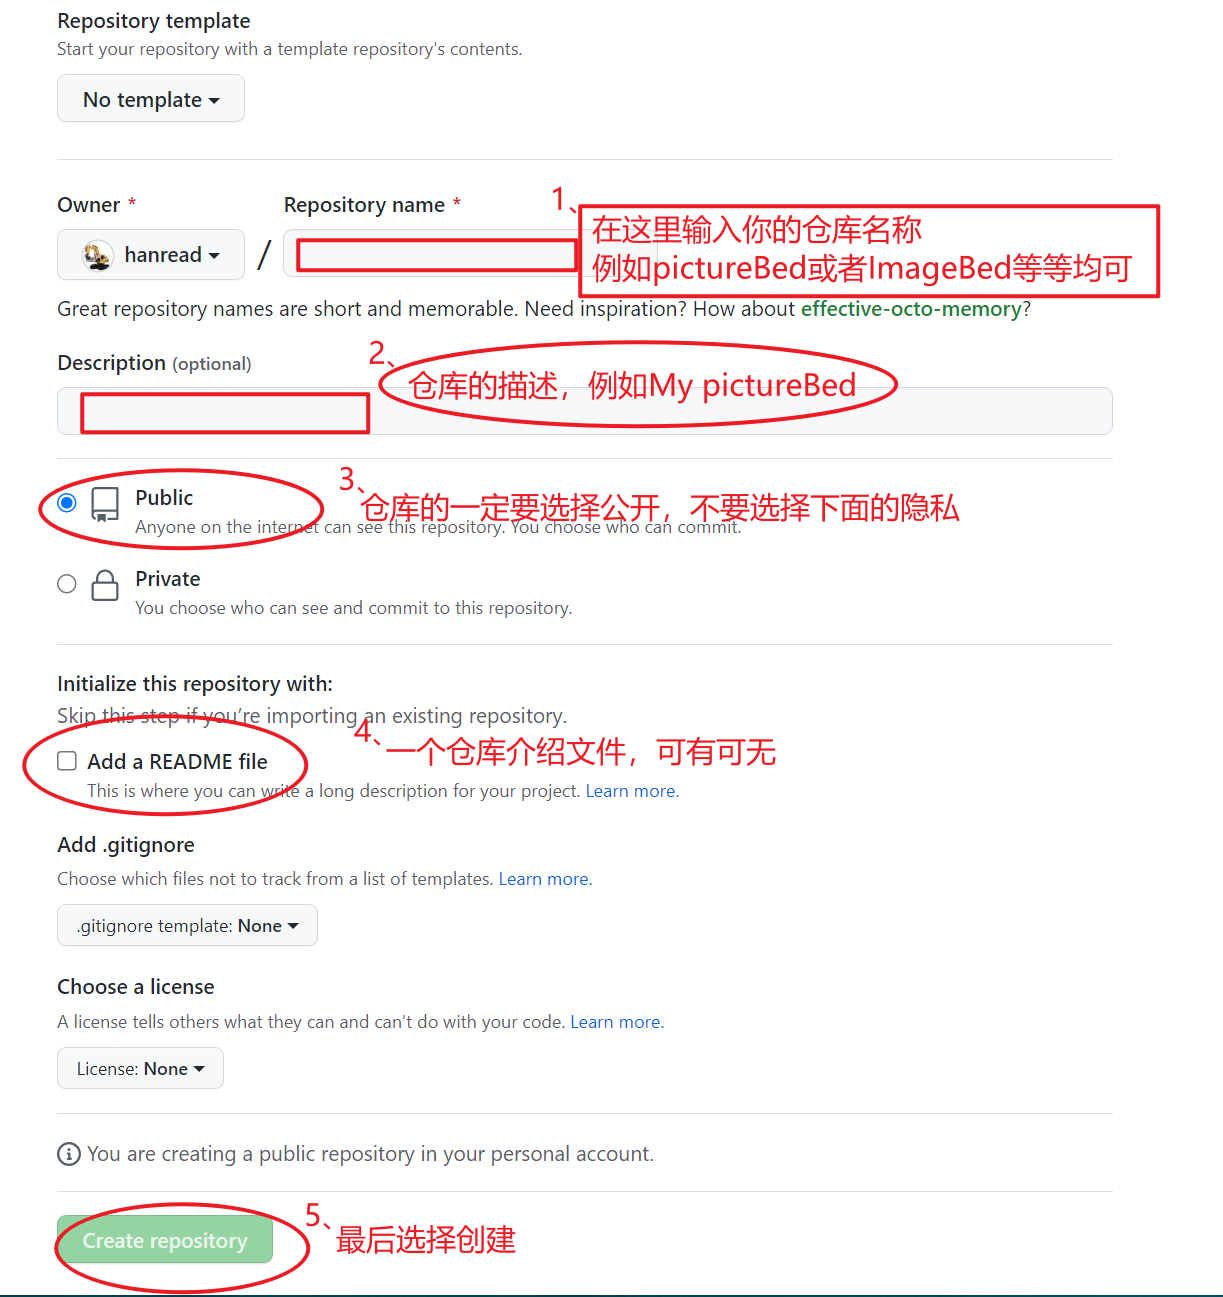 Repository template
Start your repository with a template repository's contents.
No template
Owner *
Repository name *
1、
在这里输入你的仓库名称
例如pictureBed或者ImageBed等等均可
hanread
/
Great repository names are short and memorable. Need inspiration? How about effective-octo-memory?
Description (optional)
2、
仓库的描述，例如My pictureBed
3、
仓库的一定要选择公开，不要选择下面的隐私
Public
Anyone on the internet can see this repository. You choose who can commit.
Private
You choose who can see and commit to this repository.
Initialize this repository with:
Skip this step if you're importing an existing repository.
4、
一个仓库介绍文件，可有可无
Add a README file
This is where you can write a long description for your project. Learn more.
Add .gitignore
Choose which files not to track from a list of templates. Learn more.
.gitignore template: None
Choose a license
A license tells others what they can and can't do with your code. Learn more.
License: None
You are creating a public repository in your personal account.
5、
最后选择创建
Create repository